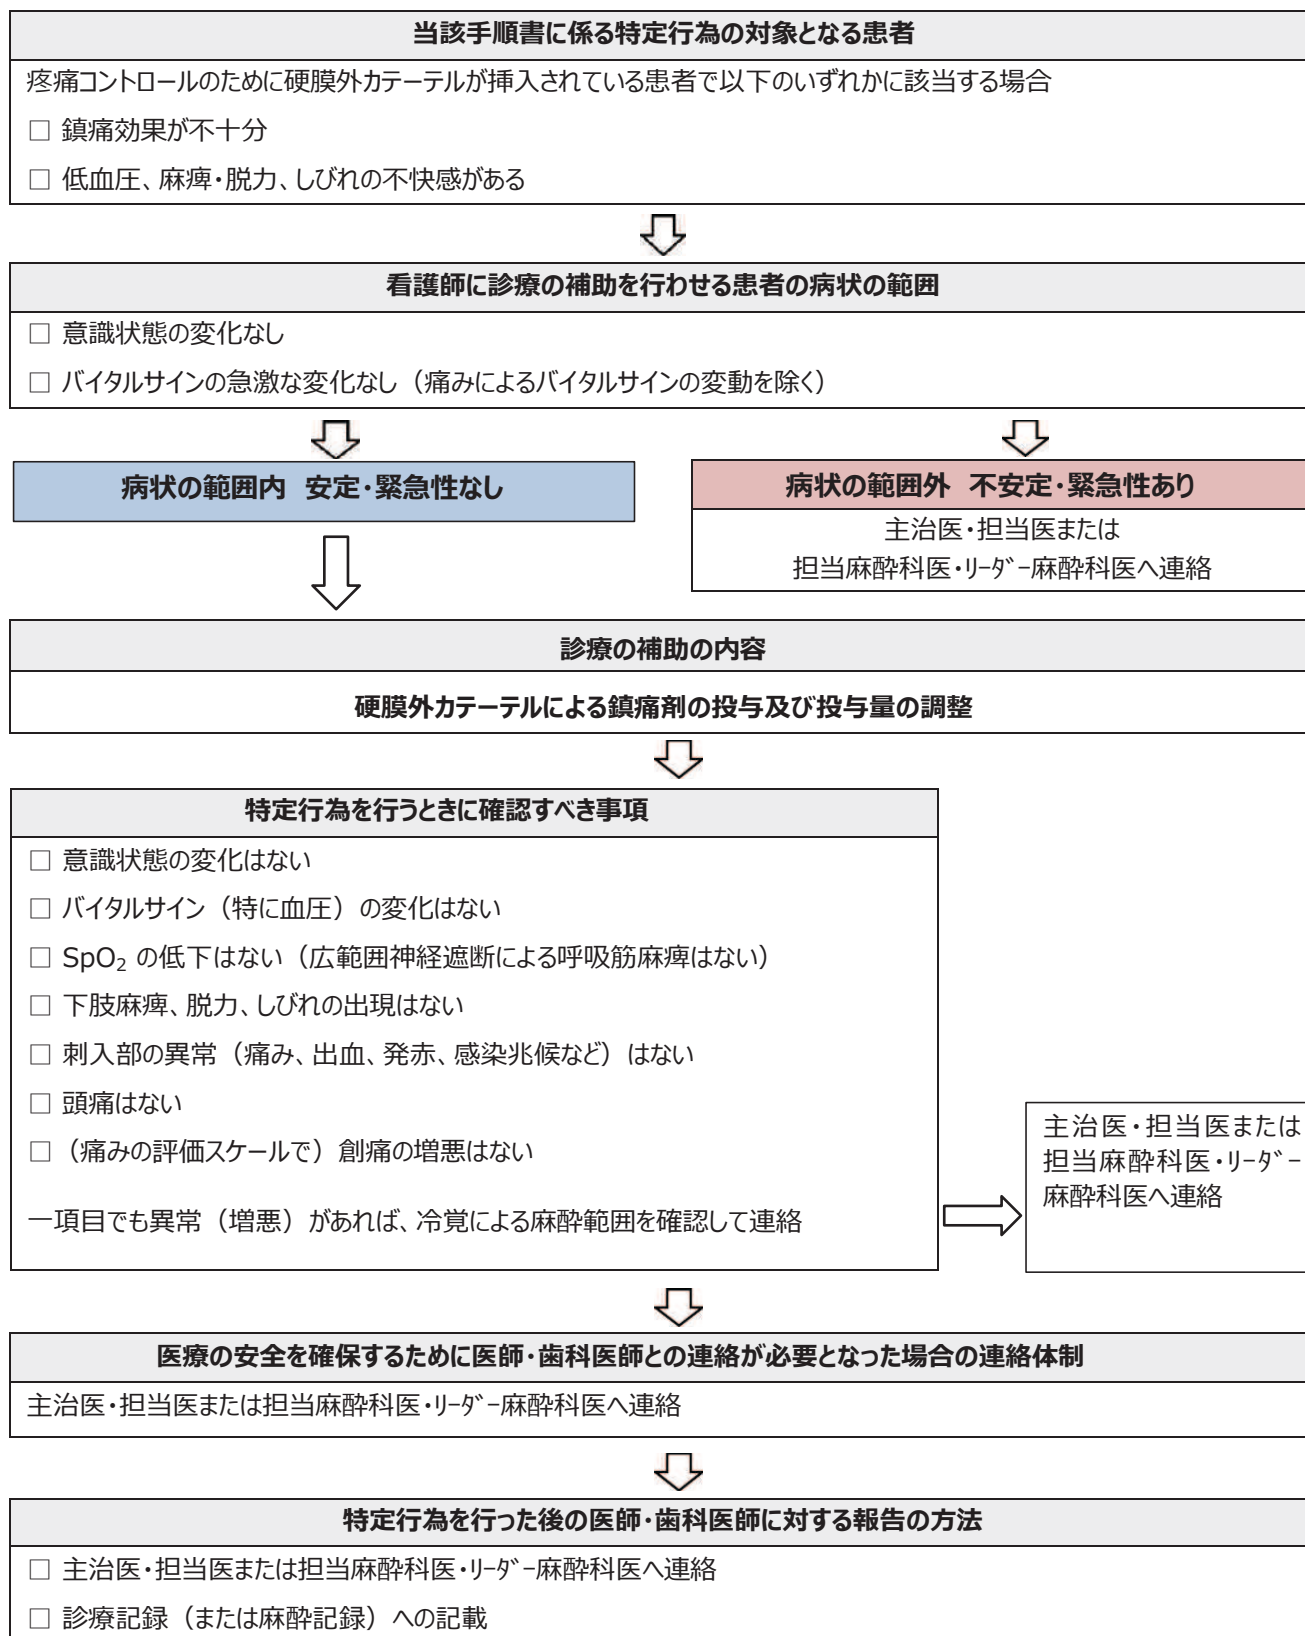 当該手順書に係る特定行為の対象となる患者
疼痛コントロールのために硬膜外カテーテルが挿入されている患者で以下のいずれかに該当する場合
□ 鎮痛効果が不十分
□ 低血圧、麻痺・脱力、しびれの不快感がある
看護師に診療の補助を行わせる患者の病状の範囲
□ 意識状態の変化なし
□ バイタルサインの急激な変化なし（痛みによるバイタルサインの変動を除く）
病状の範囲内　安定・緊急性なし
病状の範囲外　不安定・緊急性あり
主治医・担当医または
担当麻酔科医・ﾘｰﾀﾞｰ麻酔科医へ連絡
診療の補助の内容
硬膜外カテーテルによる鎮痛剤の投与及び投与量の調整
特定行為を行うときに確認すべき事項
□ 意識状態の変化はない
□ バイタルサイン（特に血圧）の変化はない
□ SpO₂ の低下はない（広範囲神経遮断による呼吸筋麻痺はない）
□ 下肢麻痺、脱力、しびれの出現はない
□ 刺入部の異常（痛み、出血、発赤、感染兆候など）はない
□ 頭痛はない
□ （痛みの評価スケールで）創痛の増悪はない
一項目でも異常（増悪）があれば、冷覚による麻酔範囲を確認して連絡
主治医・担当医または
担当麻酔科医・ﾘｰﾀﾞｰ
麻酔科医へ連絡
医療の安全を確保するために医師・歯科医師との連絡が必要となった場合の連絡体制
主治医・担当医または担当麻酔科医・ﾘｰﾀﾞｰ麻酔科医へ連絡
特定行為を行った後の医師・歯科医師に対する報告の方法
□ 主治医・担当医または担当麻酔科医・ﾘｰﾀﾞｰ麻酔科医へ連絡
□ 診療記録（または麻酔記録）への記載